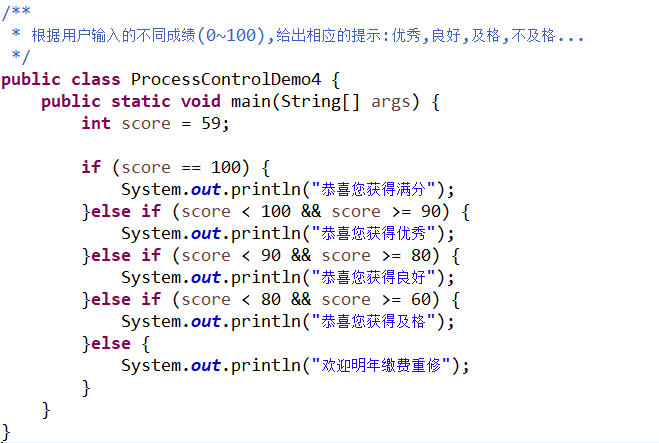 /**
 * 根据用户输入的不同成绩(0~100),给出相应的提示:优秀,良好,及格,不及格...
 */
public class ProcessControlDemo4 {
    public static void main(String[] args) {
        int score = 59;

        if (score == 100) {
            System.out.println("恭喜您获得满分");
        }else if (score < 100 && score >= 90) {
            System.out.println("恭喜您获得优秀");
        }else if (score < 90 && score >= 80) {
            System.out.println("恭喜您获得良好");
        }else if (score < 80 && score >= 60) {
            System.out.println("恭喜您获得及格");
        }else {
            System.out.println("欢迎明年缴费重修");
        }
    }
}